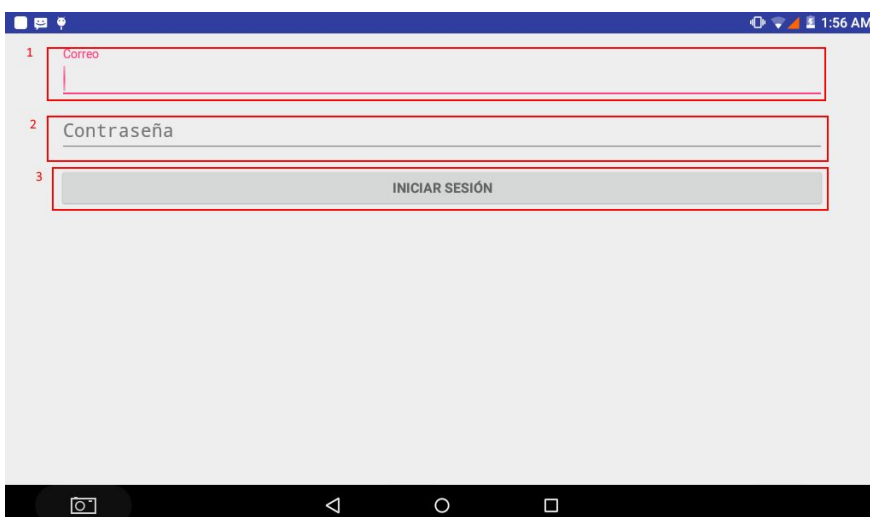 1:56 AM
1
Correo
2
Contraseña
3
INICIAR SESIÓN